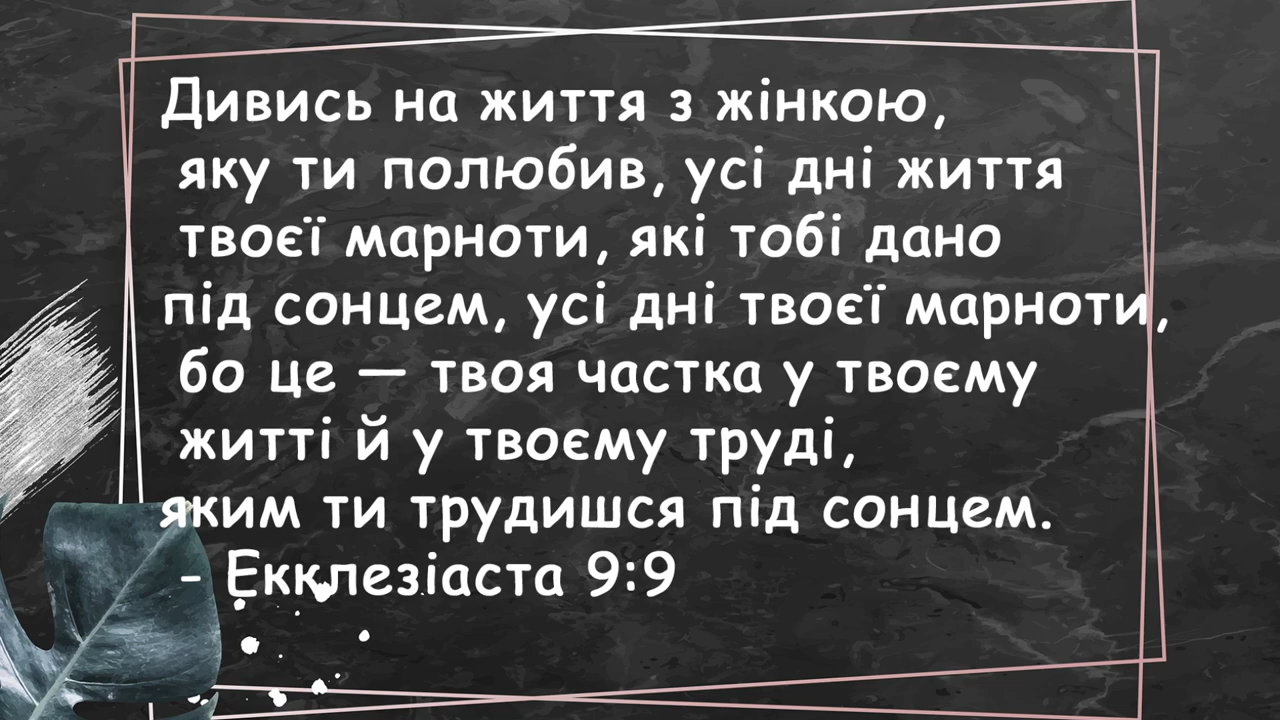 Дивись на життя з жінкою,
яку ти полюбив, усі дні життя
твоєї марноти, які тобі дано
під сонцем, усі дні твоєї марноти,
бо це — твоя частка у твоєму
житті й у твоєму труді,
яким ти трудишся під сонцем.
- Екклезіаста 9:9